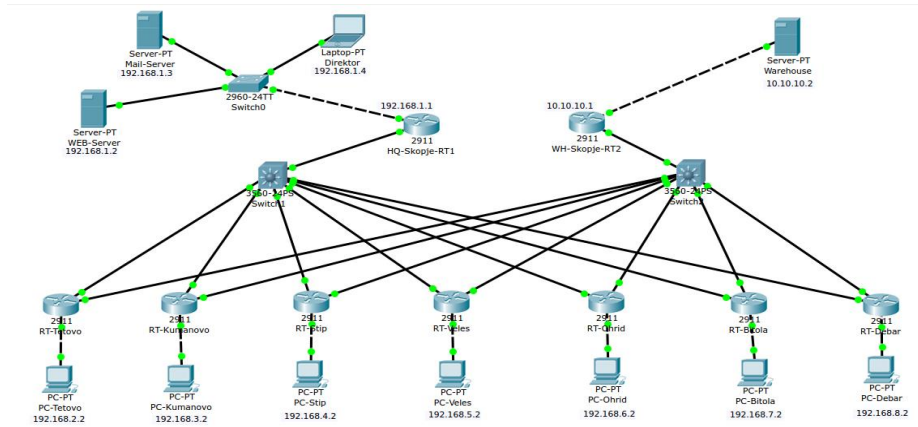 Server-PT
Mail-Server
192.168.1.3
Laptop-PT
Direktor
192.168.1.4
Server-PT
Warehouse
10.10.10.2
2960-24TT
Switch0
Server-PT
WEB-Server
192.168.1.2
192.168.1.1
2911
HQ-Skopje-RT1
10.10.10.1
2911
WH-Skopje-RT2
3560-24PS
Switch1
3560-24PS
Switch2
2911
RT-Tetovo
2911
RT-Kumanovo
2911
RT-Stip
2911
RT-Veles
2911
RT-Ohrid
2911
RT-Bitola
2911
RT-Debar
PC-PT
PC-Tetovo
192.168.2.2
PC-PT
PC-Kumanovo
192.168.3.2
PC-PT
PC-Stip
192.168.4.2
PC-PT
PC-Veles
192.168.5.2
PC-PT
PC-Ohrid
192.168.6.2
PC-PT
PC-Bitola
192.168.7.2
PC-PT
PC-Debar
192.168.8.2